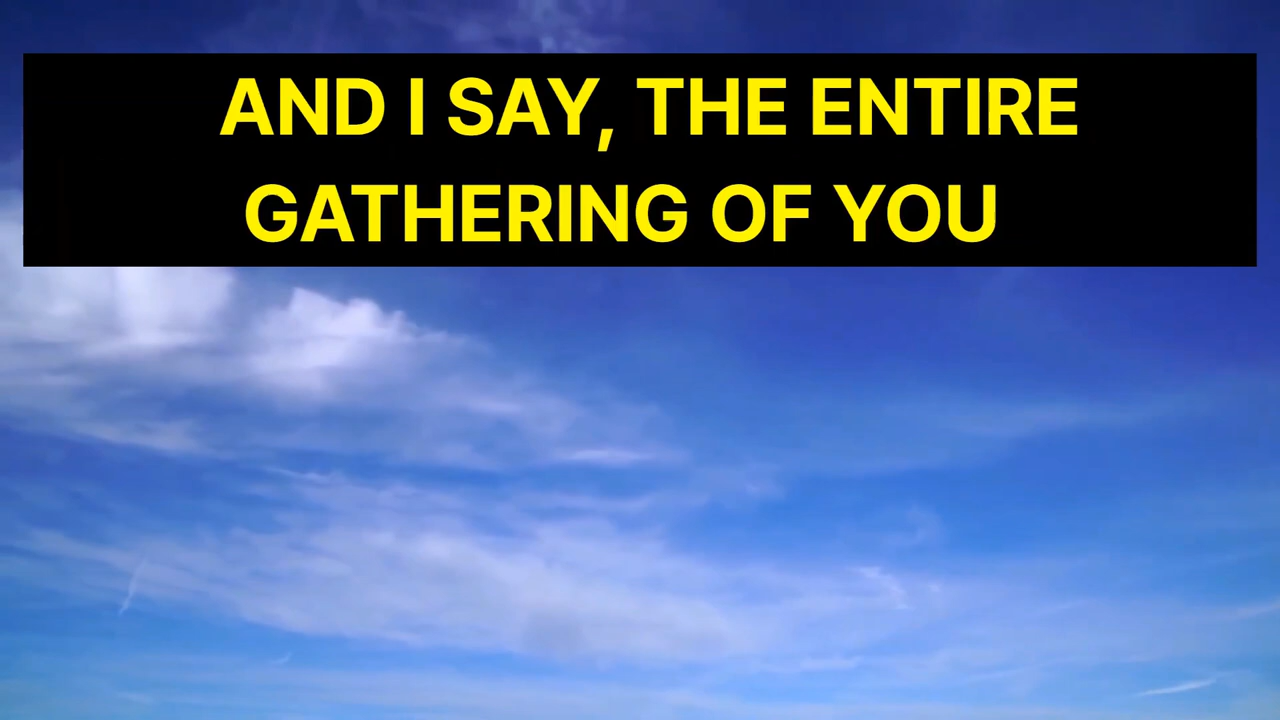 AND I SAY, THE ENTIRE
GATHERING OF YOU